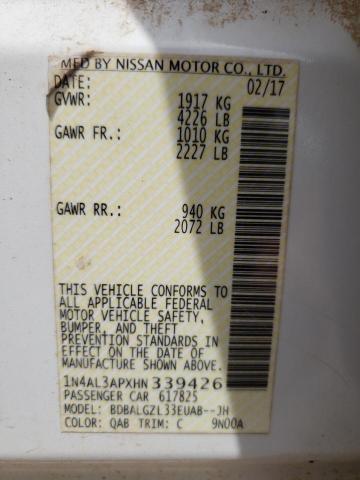 MFD BY NISSAN MOTOR CO., LTD.
DATE: 02/17
GVWR: 1917 KG
4226 LB
GAWR FR.: 1010 KG
2227 LB
GAWR RR.: 940 KG
2072 LB
THIS VEHICLE CONFORMS TO
ALL APPLICABLE FEDERAL
MOTOR VEHICLE SAFETY,
BUMPER, AND THEFT
PREVENTION STANDARDS IN
EFFECT ON THE DATE OF
MANUFACTURE SHOWN ABOVE.
1N4AL3APXHN339426
PASSENGER CAR 617825
MODEL: BDBALGZL33EUAB--JH
COLOR: QAB TRIM: C 9N00A